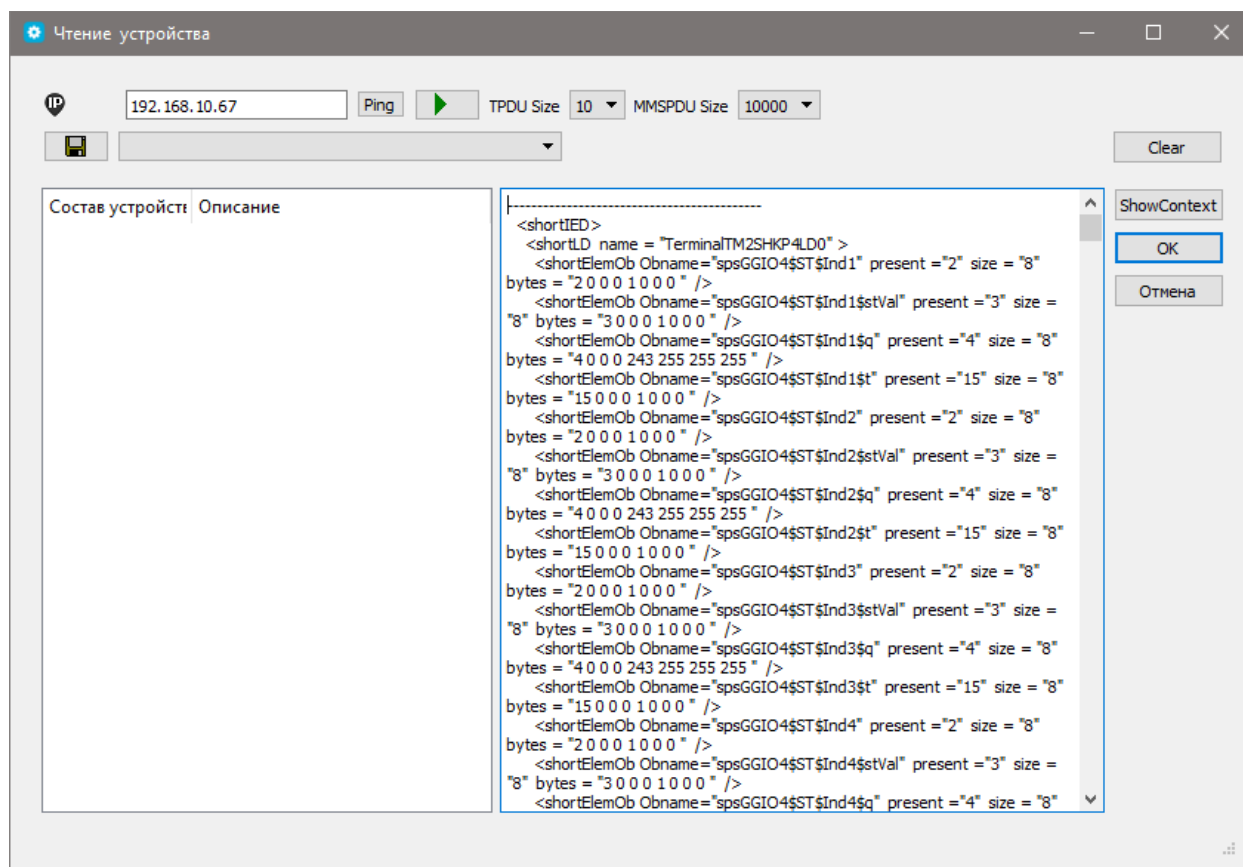 Чтение устройства
IP
192.168.10.67
Ping
TPDU Size
10
MMSPDU Size
10000
Clear
Состав устройств
Описание
-------------------------------------------
<shortIED>
<shortLD name = "TerminalTM2SHKP4LD0" >
<shortElemOb Obname="spsGGIO4$ST$Ind1" present ="2" size = "8"
bytes = "2 0 0 0 1 0 0 0 " />
<shortElemOb Obname="spsGGIO4$ST$Ind1$stVal" present ="3" size =
"8" bytes = "3 0 0 0 1 0 0 0 " />
<shortElemOb Obname="spsGGIO4$ST$Ind1$q" present ="4" size = "8"
bytes = "4 0 0 0 243 255 255 255 " />
<shortElemOb Obname="spsGGIO4$ST$Ind1$t" present ="15" size = "8"
bytes = "15 0 0 0 1 0 0 0 " />
<shortElemOb Obname="spsGGIO4$ST$Ind2" present ="2" size = "8"
bytes = "2 0 0 0 1 0 0 0 " />
<shortElemOb Obname="spsGGIO4$ST$Ind2$stVal" present ="3" size =
"8" bytes = "3 0 0 0 1 0 0 0 " />
<shortElemOb Obname="spsGGIO4$ST$Ind2$q" present ="4" size = "8"
bytes = "4 0 0 0 243 255 255 255 " />
<shortElemOb Obname="spsGGIO4$ST$Ind2$t" present ="15" size = "8"
bytes = "15 0 0 0 1 0 0 0 " />
<shortElemOb Obname="spsGGIO4$ST$Ind3" present ="2" size = "8"
bytes = "2 0 0 0 1 0 0 0 " />
<shortElemOb Obname="spsGGIO4$ST$Ind3$stVal" present ="3" size =
"8" bytes = "3 0 0 0 1 0 0 0 " />
<shortElemOb Obname="spsGGIO4$ST$Ind3$q" present ="4" size = "8"
bytes = "4 0 0 0 243 255 255 255 " />
<shortElemOb Obname="spsGGIO4$ST$Ind3$t" present ="15" size = "8"
bytes = "15 0 0 0 1 0 0 0 " />
<shortElemOb Obname="spsGGIO4$ST$Ind4" present ="2" size = "8"
bytes = "2 0 0 0 1 0 0 0 " />
<shortElemOb Obname="spsGGIO4$ST$Ind4$stVal" present ="3" size =
"8" bytes = "3 0 0 0 1 0 0 0 " />
<shortElemOb Obname="spsGGIO4$ST$Ind4$q" present ="4" size = "8"
ShowContext
OK
Отмена